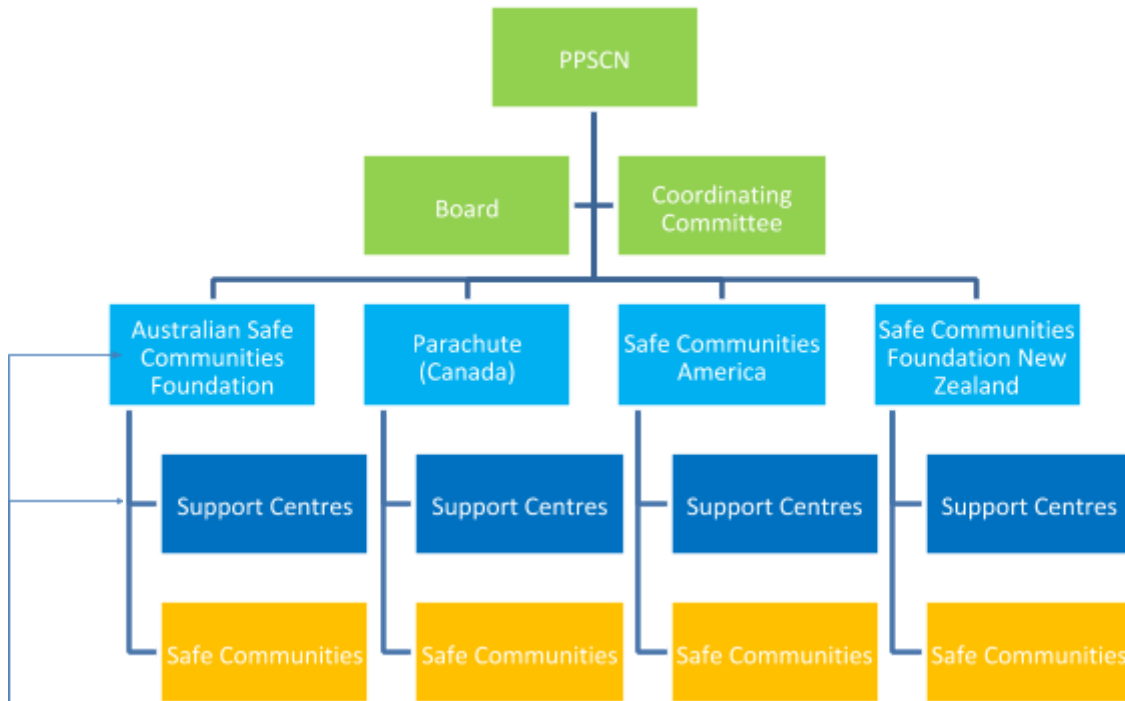 PPSCN
Board
Coordinating
Committee
Australian Safe
Communities
Foundation
Parachute
(Canada)
Safe Communities
America
Safe Communities
Foundation New
Zealand
Support Centres
Support Centres
Support Centres
Support Centres
Safe Communities
Safe Communities
Safe Communities
Safe Communities